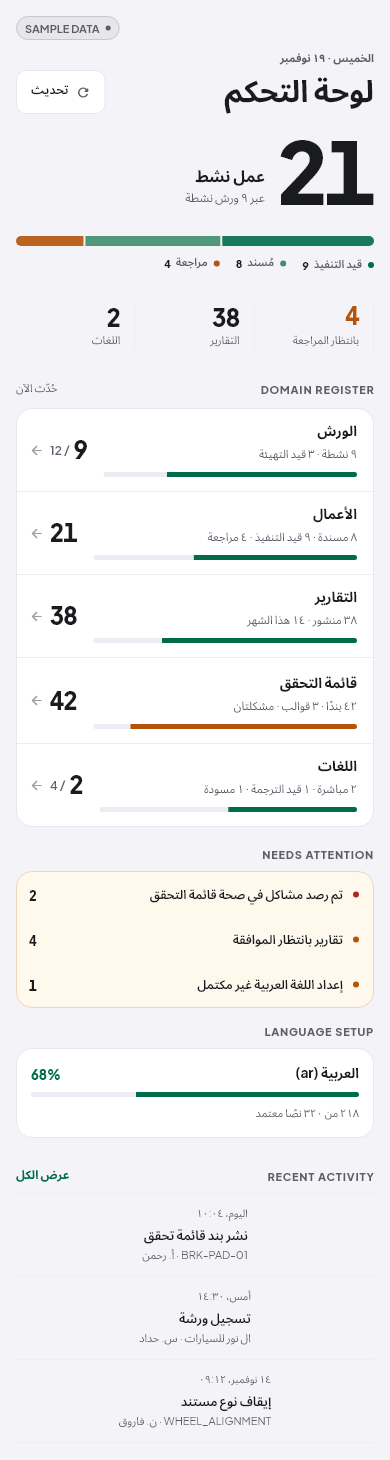 SAMPLE DATA
الخميس · ١٩ نوفمبر
لوحة التحكم
تحديث
21
عمل نشط
عبر ٩ ورش نشطة
قيد التنفيذ 9
مُسند 8
مراجعة 4
4
بانتظار المراجعة
38
التقارير
2
اللغات
DOMAIN REGISTER
حُدّث الآن
الورش
٩ نشطة · ٣ قيد التهيئة
9 / 12
الأعمال
٨ مسندة · ٩ قيد التنفيذ · ٤ مراجعة
21
التقارير
٣٨ منشور · ١٤ هذا الشهر
38
قائمة التحقق
٤٢ بندًا · ٣ قوالب · مشكلتان
42
اللغات
٢ مباشرة · ١ قيد الترجمة · ١ مسودة
2 / 4
NEEDS ATTENTION
تم رصد مشاكل في صحة قائمة التحقق
2
تقارير بانتظار الموافقة
4
إعداد اللغة العربية غير مكتمل
1
LANGUAGE SETUP
العربية (ar)
68%
٢١٨ من ٣٢٠ نصًا معتمد
RECENT ACTIVITY
عرض الكل
اليوم، ١٠:٠٤
نشر بند قائمة تحقق
BRK-PAD-01 · أ. رحمن
أمس، ١٤:٣٠
تسجيل ورشة
ال نور للسيارات · س. حداد
١٤ نوفمبر، ٠٩:١٢
إيقاف نوع مستند
WHEEL_ALIGNMENT · ن. فاروق